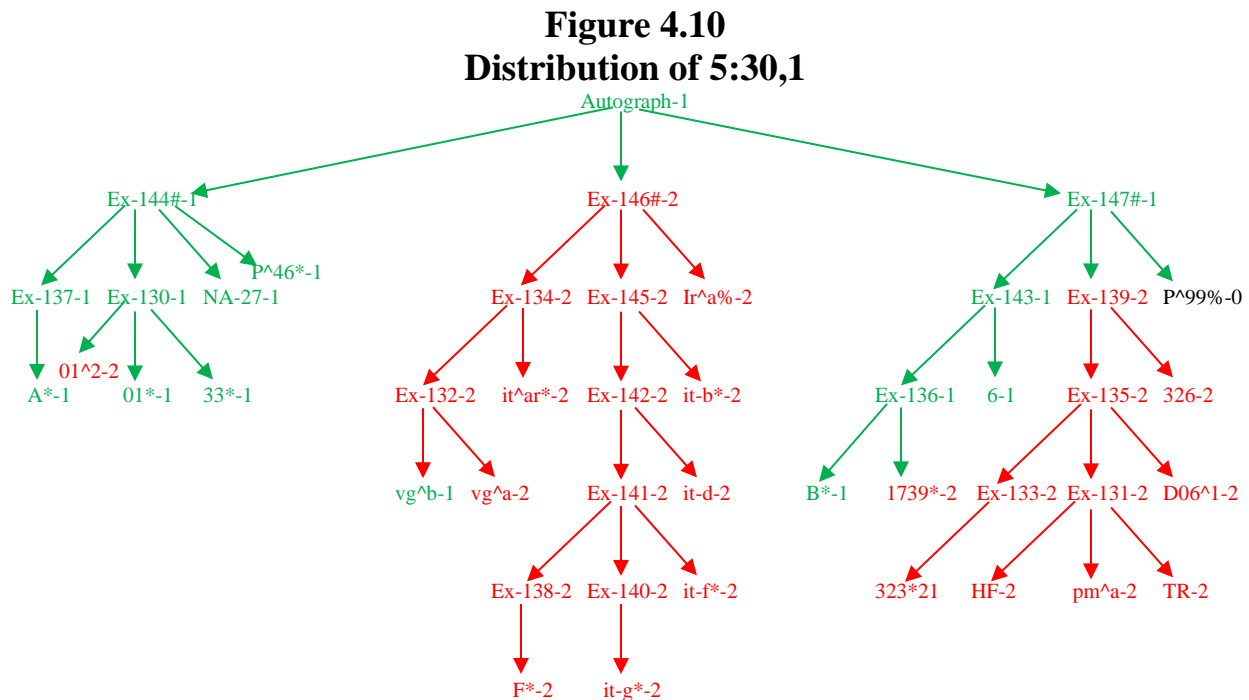 Figure 4.10
Distribution of 5:30,1
Autograph-1
Ex-144#-1 Ex-146#-2 Ex-147#-1
P^46*-1
Ex-137-1 Ex-130-1 NA-27-1 Ex-134-2 Ex-145-2 Ir^a%-2 Ex-143-1 Ex-139-2 P^99%-0
01^2-2
A*-1 01*-1 33*-1 Ex-132-2 it^ar*-2 Ex-142-2 it-b*-2 Ex-136-1 6-1 Ex-135-2 326-2
vg^b-1 vg^a-2 Ex-141-2 it-d-2 B*-1 1739*-2 Ex-133-2 Ex-131-2 D06^1-2
Ex-138-2 Ex-140-2 it-f*-2 323*21 HF-2 pm^a-2 TR-2
F*-2 it-g*-2